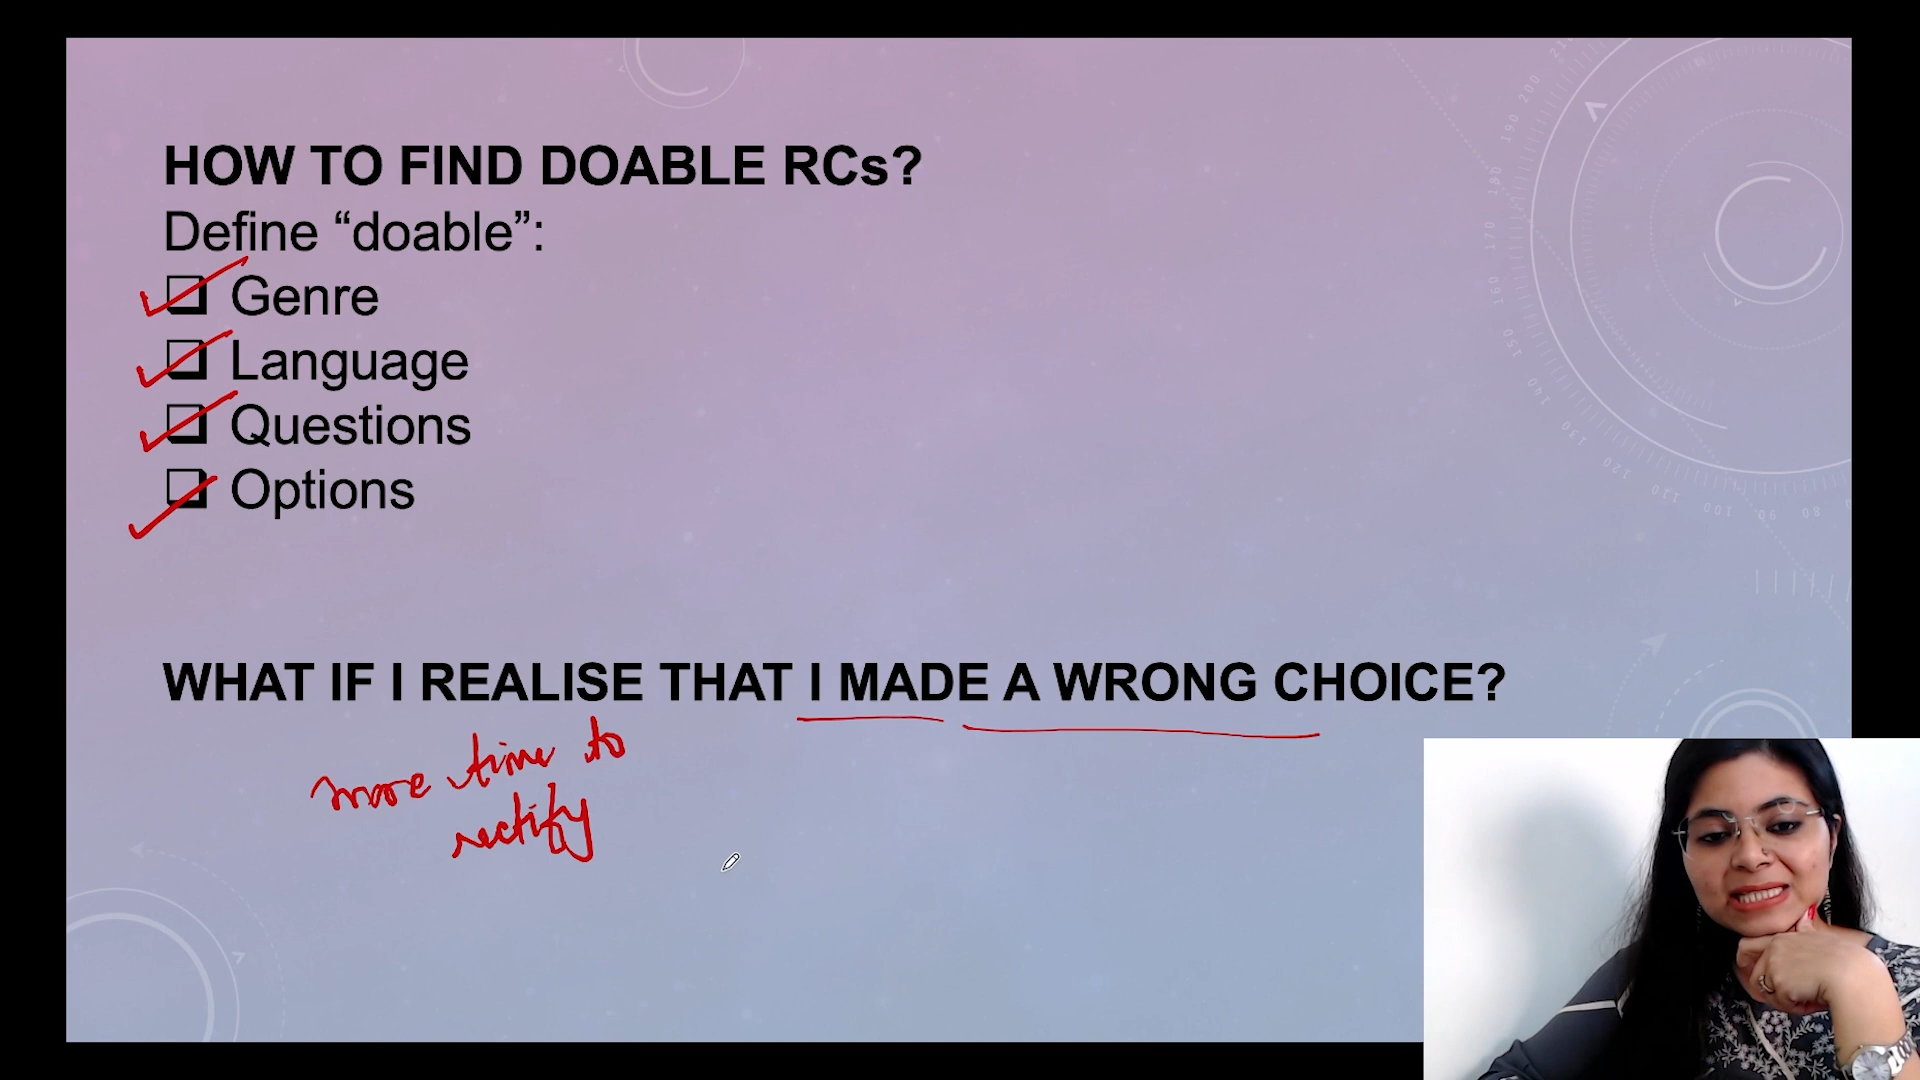 HOW TO FIND DOABLE RCs?
Define “doable”:
Genre
Language
Questions
Options
WHAT IF I REALISE THAT I MADE A WRONG CHOICE?
more time to
rectify